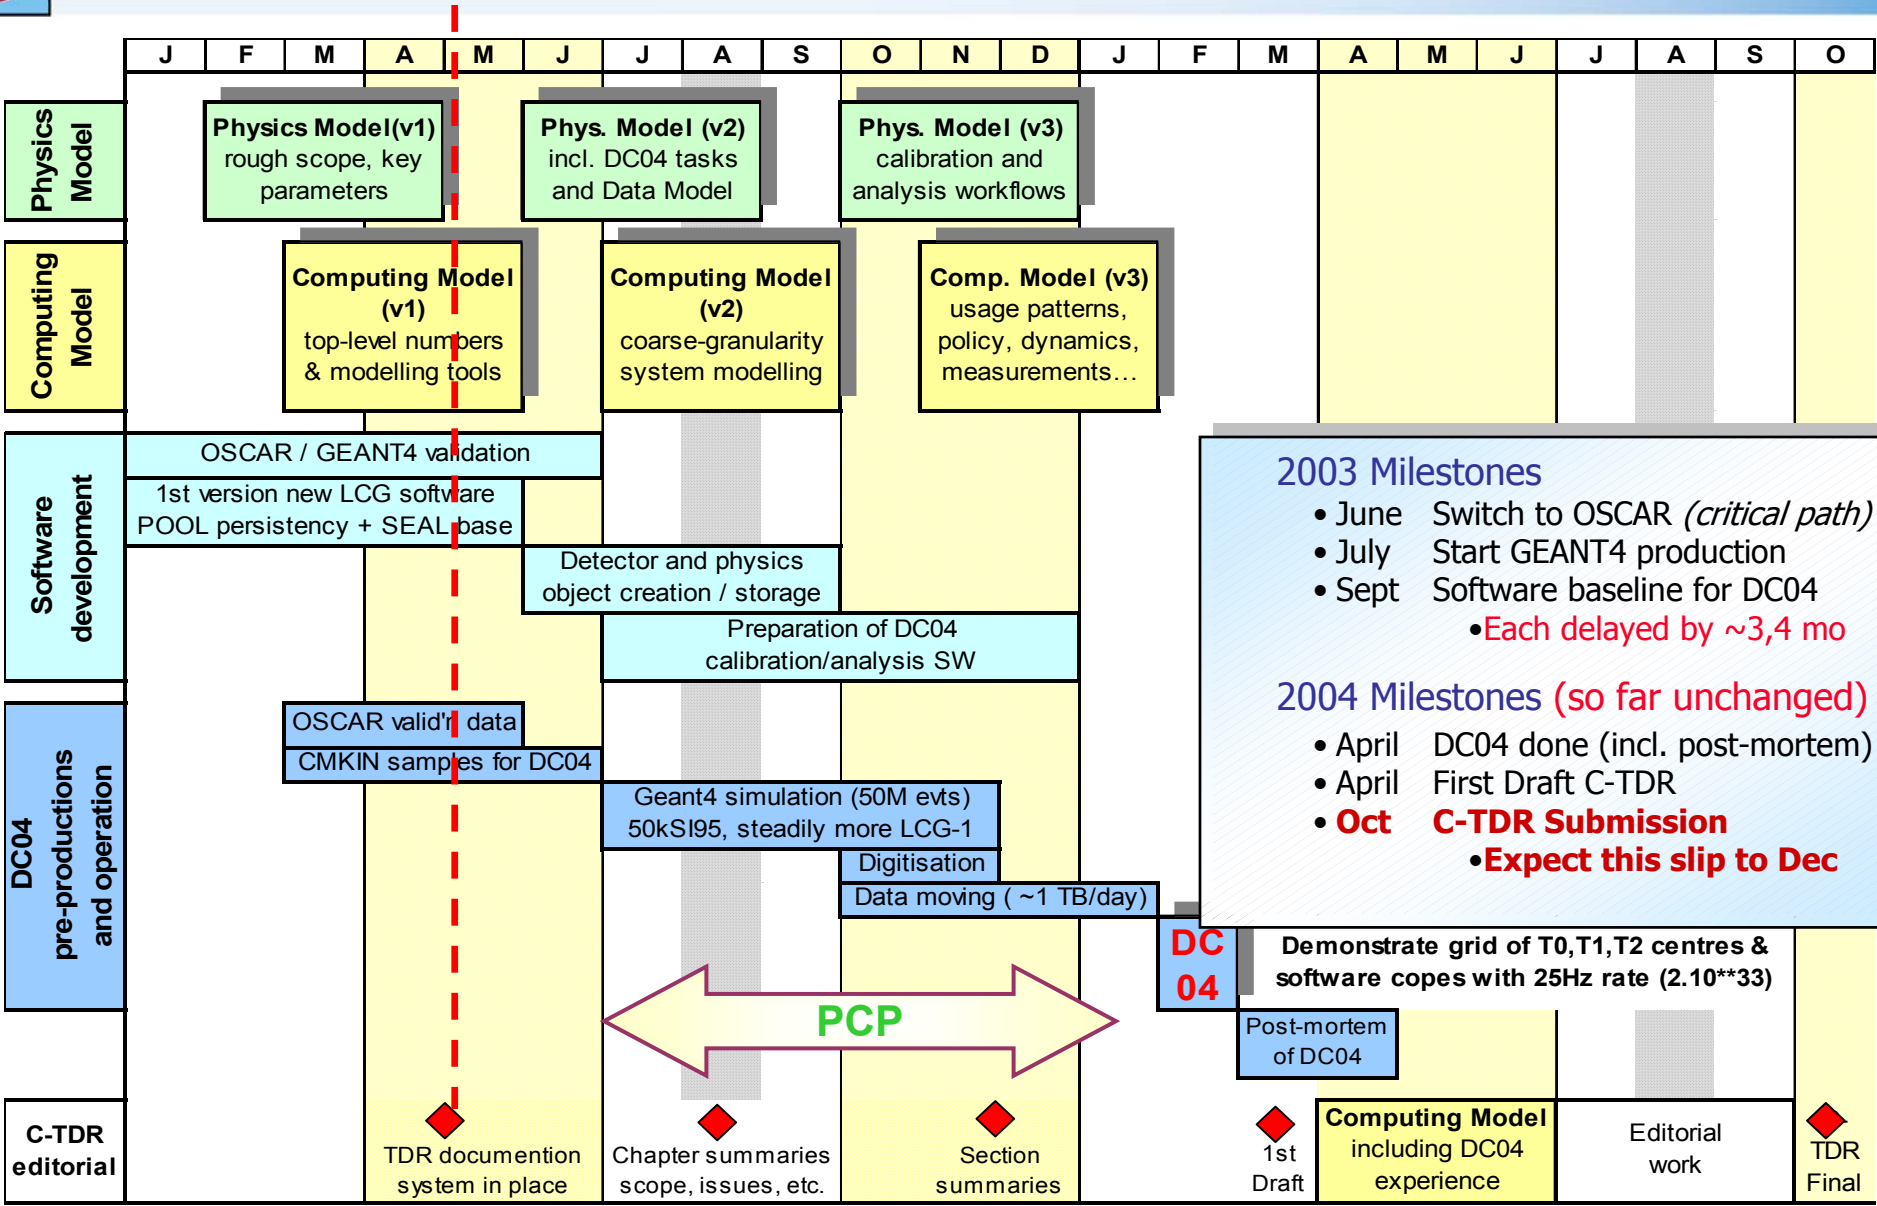 J F M A M J J A S O N D J F M A M J J A S O
Physics
Model
Physics Model(v1)
rough scope, key
parameters
Phys. Model (v2)
incl. DC04 tasks
and Data Model
Phys. Model (v3)
calibration and
analysis workflows
Computing
Model
Computing Model
(v1)
top-level numbers
& modelling tools
Computing Model
(v2)
coarse-granularity
system modelling
Comp. Model (v3)
usage patterns,
policy, dynamics,
measurements…
Software
development
OSCAR / GEANT4 validation
1st version new LCG software
POOL persistency + SEAL base
Detector and physics
object creation / storage
Preparation of DC04
calibration/analysis SW
2003 Milestones
• June Switch to OSCAR (critical path)
• July Start GEANT4 production
• Sept Software baseline for DC04
•Each delayed by ~3,4 mo
2004 Milestones (so far unchanged)
• April DC04 done (incl. post-mortem)
• April First Draft C-TDR
• Oct C-TDR Submission
•Expect this slip to Dec
DC04
pre-productions
and operation
OSCAR valid'n data
CMKIN samples for DC04
Geant4 simulation (50M evts)
50kSI95, steadily more LCG-1
Digitisation
Data moving ( ~1 TB/day)
DC
04
Demonstrate grid of T0,T1,T2 centres &
software copes with 25Hz rate (2.10**33)
PCP
Post-mortem
of DC04
C-TDR
editorial
TDR documention
system in place
Chapter summaries
scope, issues, etc.
Section
summaries
1st
Draft
Computing Model
including DC04
experience
Editorial
work
TDR
Final